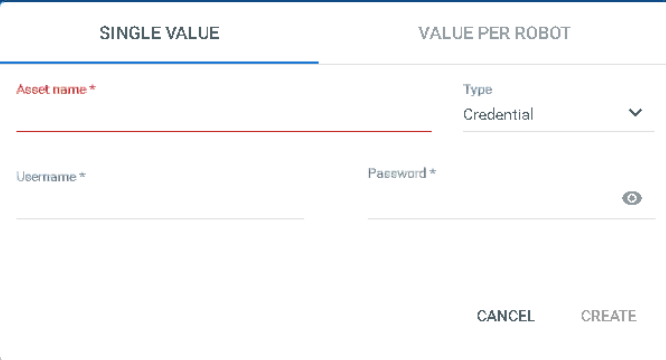 SINGLE VALUE VALUE PER ROBOT
Asset name * Type
Credential
Username * Password *
CANCEL CREATE